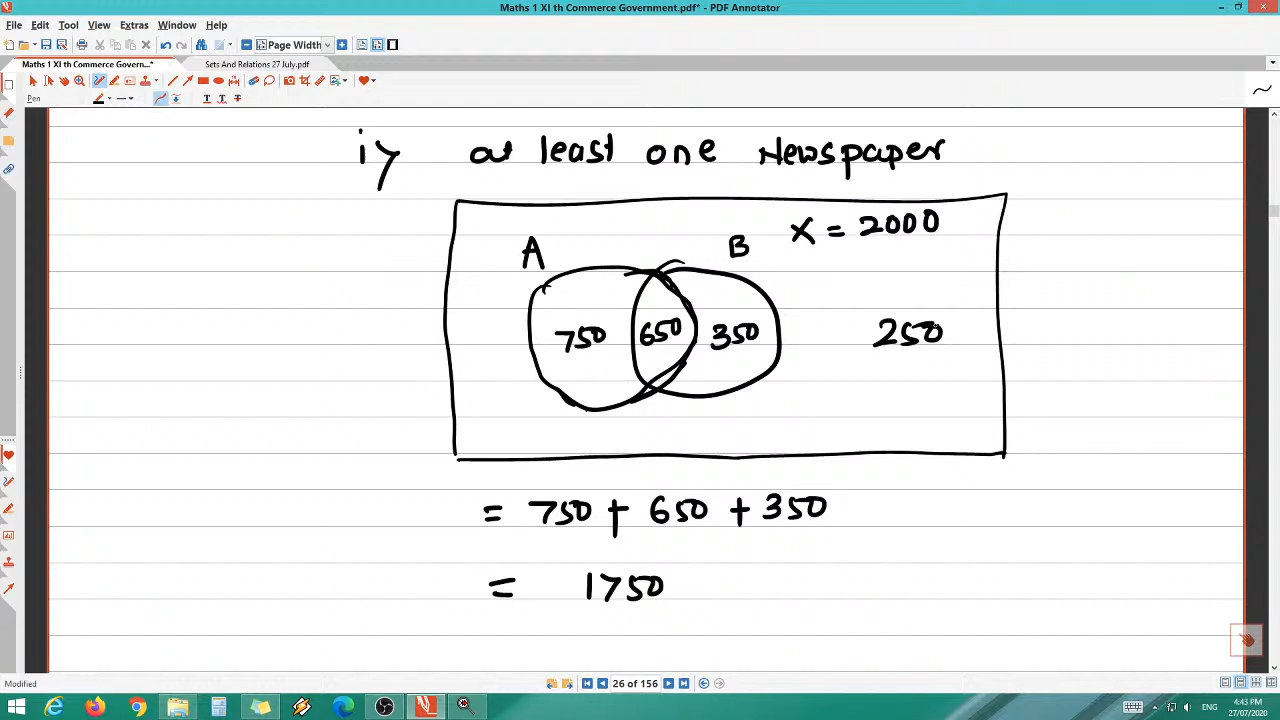 Maths 1 XI th Commerce Government.pdf* - PDF Annotator
File Edit Tool View Extras Window Help
Page Width
Maths 1 XI th Commerce Govern...* Sets And Relations 27 July.pdf
Pen
i) at least one Newspaper
X = 2000
A B
750 650 350 250
= 750 + 650 + 350
= 1750
26 of 156
Modified
ENG 4:43 PM
27/07/2020